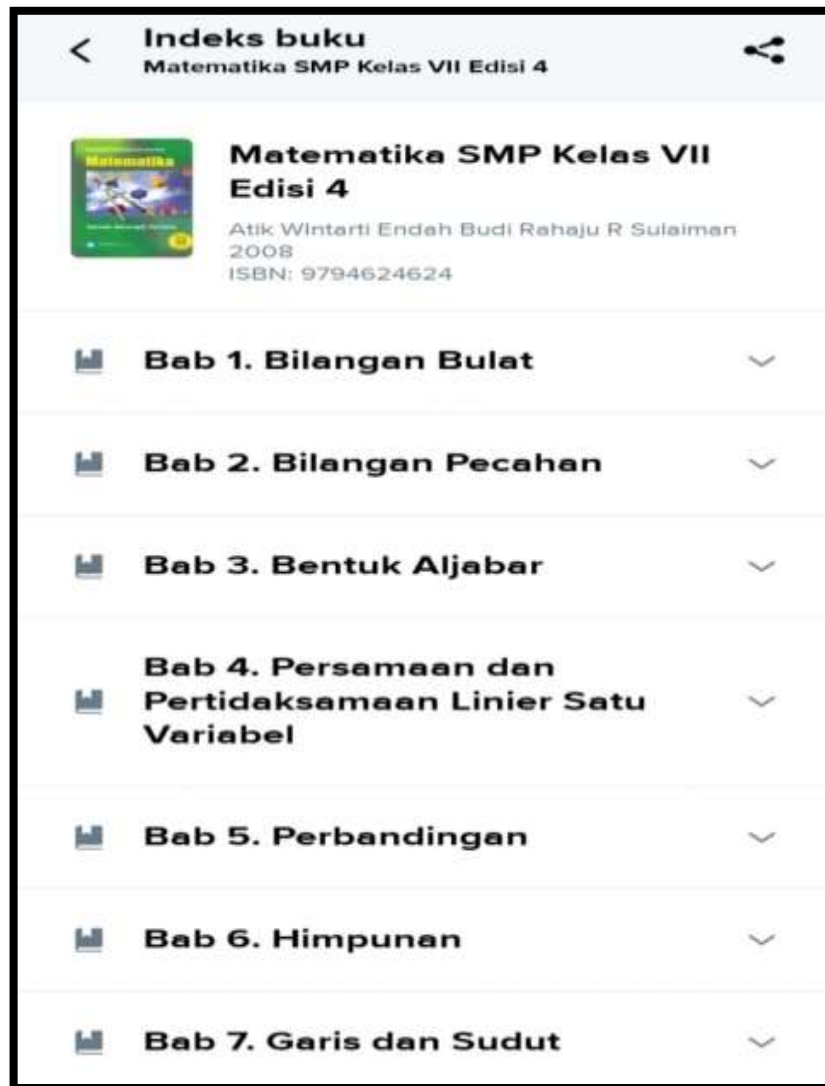 Indeks buku
Matematika SMP Kelas VII Edisi 4
Matematika
Matematika SMP Kelas VII
Edisi 4
Atik WIntarti Endah Budi Rahaju R Sulaiman
2008
ISBN: 9794624624
Bab 1. Bilangan Bulat
Bab 2. Bilangan Pecahan
Bab 3. Bentuk Aljabar
Bab 4. Persamaan dan
Pertidaksamaan Linier Satu
Variabel
Bab 5. Perbandingan
Bab 6. Himpunan
Bab 7. Garis dan Sudut